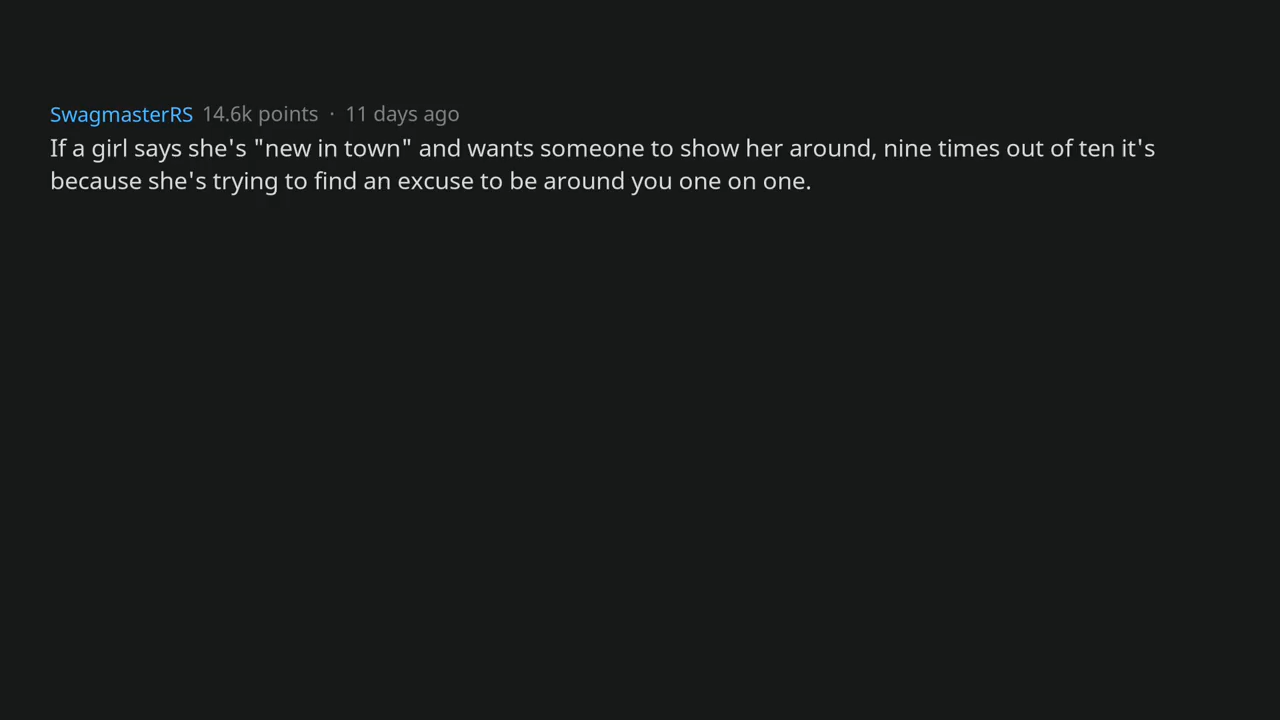 SwagmasterRS 14.6k points · 11 days ago
If a girl says she's "new in town" and wants someone to show her around, nine times out of ten it's
because she's trying to find an excuse to be around you one on one.